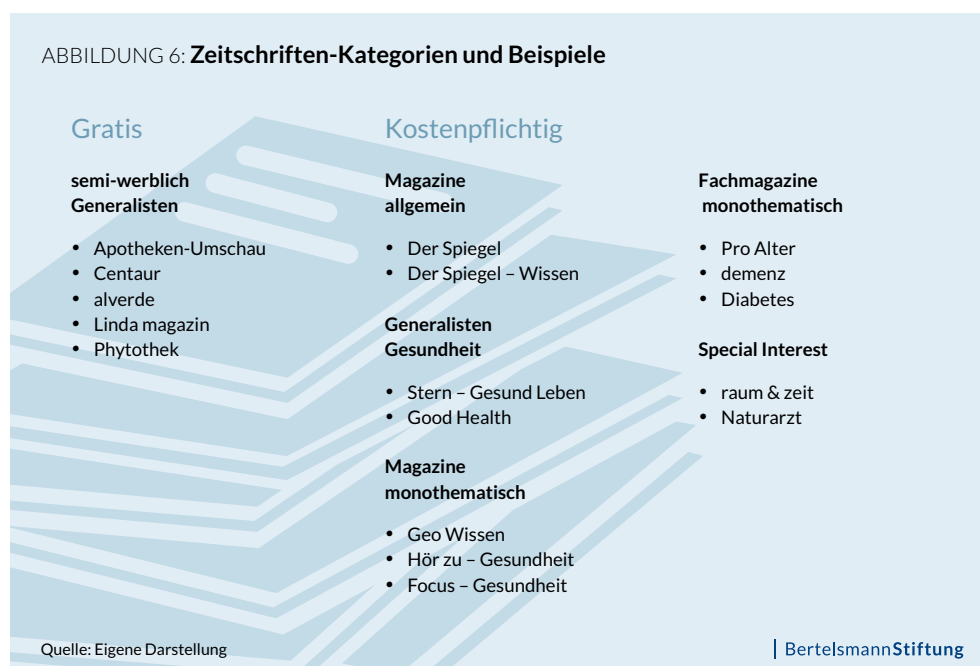 ABBILDUNG 6: Zeitschriften-Kategorien und Beispiele
Gratis
semi-werblich
Generalisten
• Apotheken-Umschau
• Centaur
• alverde
• Linda magazin
• Phytothek
Kostenpflichtig
Magazine
allgemein
• Der Spiegel
• Der Spiegel – Wissen
Generalisten
Gesundheit
• Stern – Gesund Leben
• Good Health
Magazine
monothematisch
• Geo Wissen
• Hör zu – Gesundheit
• Focus – Gesundheit
Fachmagazine
monothematisch
• Pro Alter
• demenz
• Diabetes
Special Interest
• raum & zeit
• Naturarzt
Quelle: Eigene Darstellung
BertelsmannStiftung